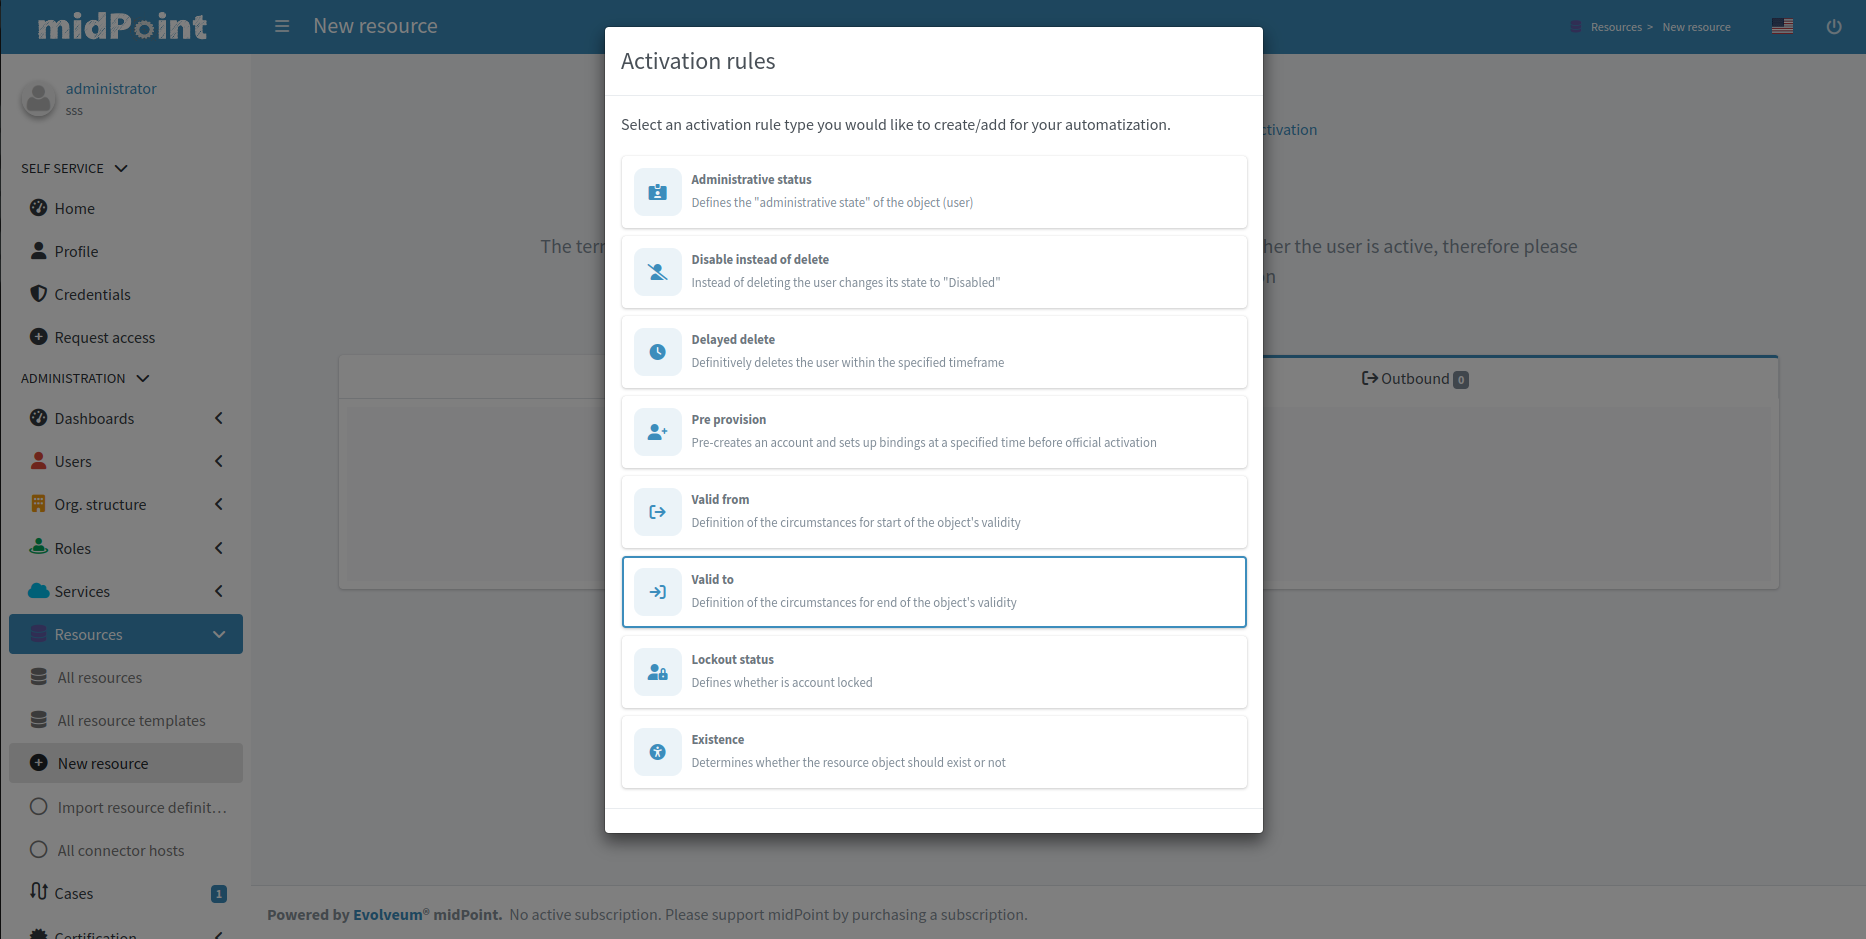 midPoint
New resource
Resources > New resource
administrator
sss
SELF SERVICE
Home
Profile
Credentials
Request access
ADMINISTRATION
Dashboards
Users
Org. structure
Roles
Services
Resources
All resources
All resource templates
New resource
Import resource definit...
All connector hosts
Cases
1
Certification
Activation rules
Select an activation rule type you would like to create/add for your automatization.
Administrative status
Defines the "administrative state" of the object (user)
Disable instead of delete
Instead of deleting the user changes its state to "Disabled"
Delayed delete
Definitively deletes the user within the specified timeframe
Pre provision
Pre-creates an account and sets up bindings at a specified time before official activation
Valid from
Definition of the circumstances for start of the object's validity
Valid to
Definition of the circumstances for end of the object's validity
Lockout status
Defines whether is account locked
Existence
Determines whether the resource object should exist or not
ctivation
The
the user is active, therefore please
Outbound 0
Powered by Evolveum® midPoint. No active subscription. Please support midPoint by purchasing a subscription.